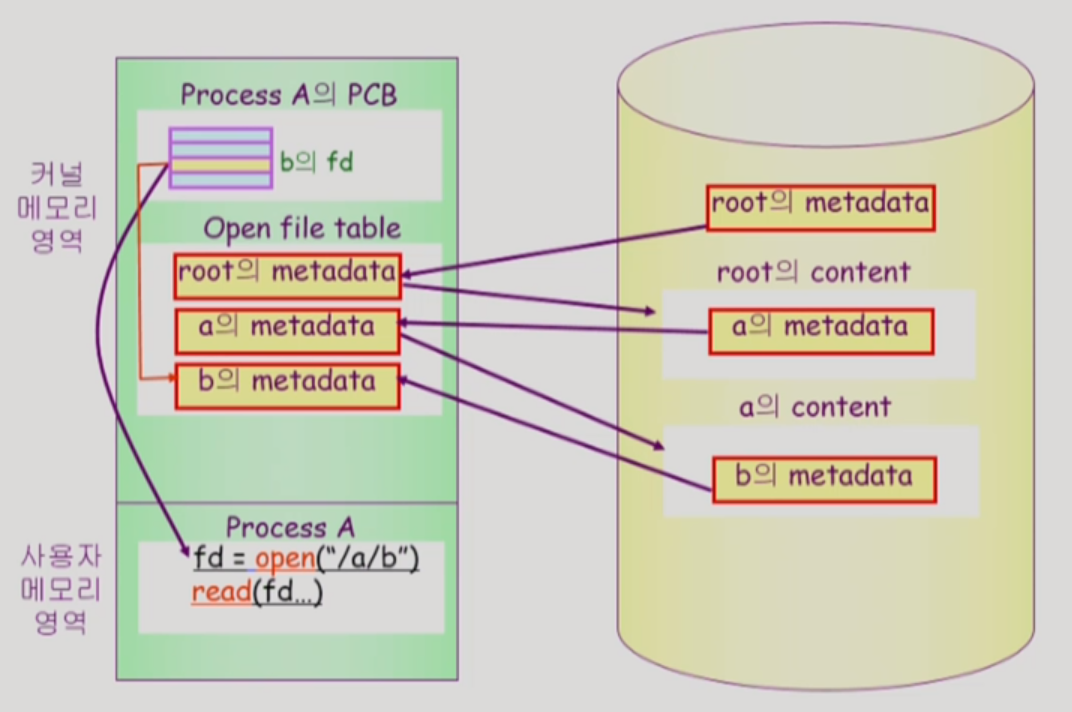 Process A의 PCB
b의 fd
커널
메모리
영역
Open file table
root의 metadata
a의 metadata
b의 metadata
사용자
메모리
영역
Process A
fd = open("/a/b")
read(fd...)
root의 metadata
root의 content
a의 metadata
a의 content
b의 metadata